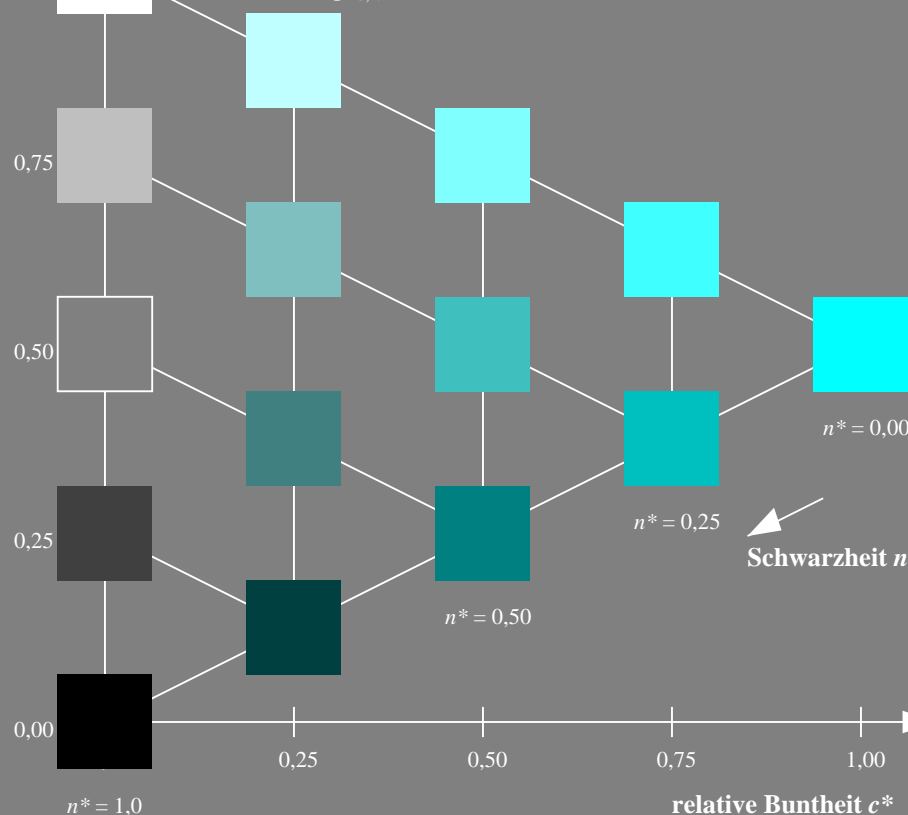 0,75
0,50
n* = 0,00
n* = 0,25
0,25
Schwarzheit n
n* = 0,50
0,00
0,25 0,50 0,75 1,00
n* = 1,0
relative Buntheit c*